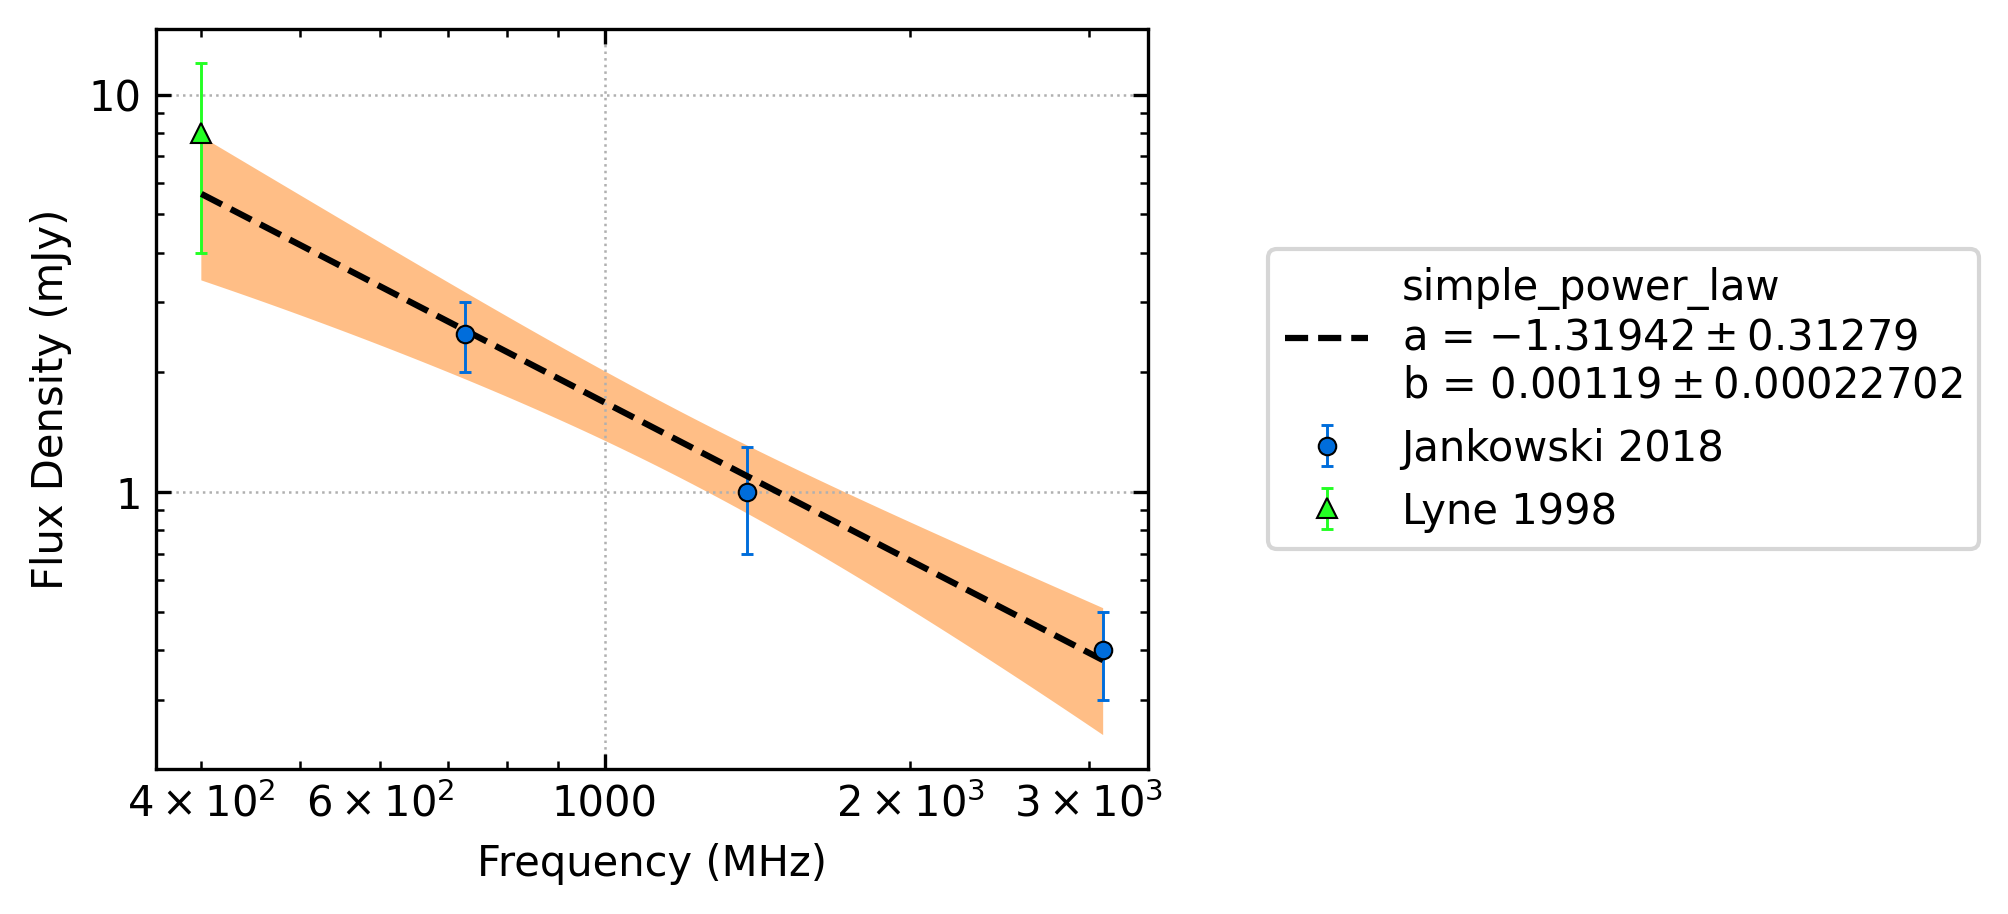 10
1
Flux Density (mJy)
4 × 10² 6 × 10² 1000 2 × 10³ 3 × 10³
Frequency (MHz)
simple_power_law
a = −1.31942 ± 0.31279
b = 0.00119 ± 0.00022702
Jankowski 2018
Lyne 1998